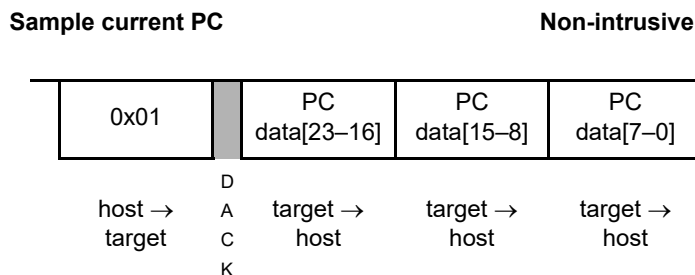 Sample current PC Non-intrusive
0x01
PC
data[23–16]
PC
data[15–8]
PC
data[7–0]
host →
target
D
A
C
K
target →
host
target →
host
target →
host